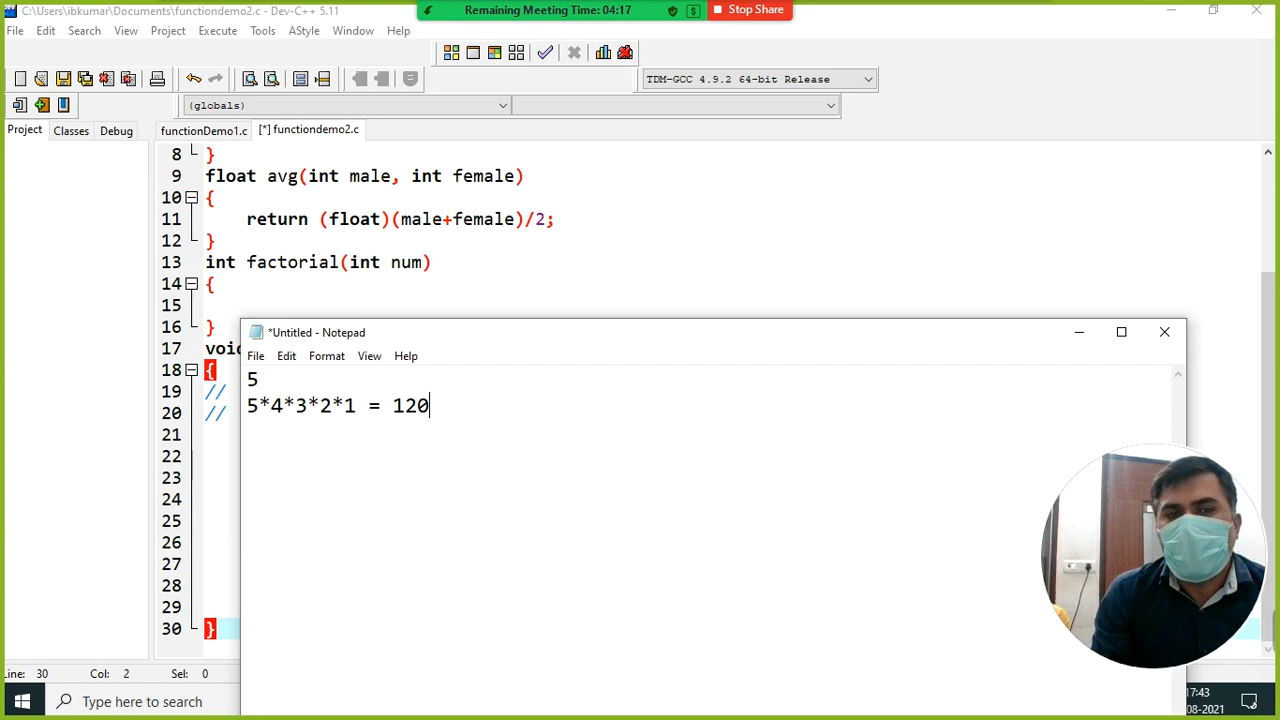 C:\Users\ibkumar\Documents\functiondemo2.c - Dev-C++ 5.11
Remaining Meeting Time: 04:17
$
Stop Share
File Edit Search View Project Execute Tools AStyle Window Help
TDM-GCC 4.9.2 64-bit Release
(globals)
Project Classes Debug
functionDemo1.c [*] functiondemo2.c
8 }
9 float avg(int male, int female)
10 {
11 return (float)(male+female)/2;
12 }
13 int factorial(int num)
14 {
15
16 }
17 void
18 {
19 //
20 //
21
22
23
24
25
26
27
28
29
30 }
*Untitled - Notepad
File Edit Format View Help
5
5*4*3*2*1 = 120
Line: 30 Col: 2 Sel: 0
Type here to search
17:43
08-2021